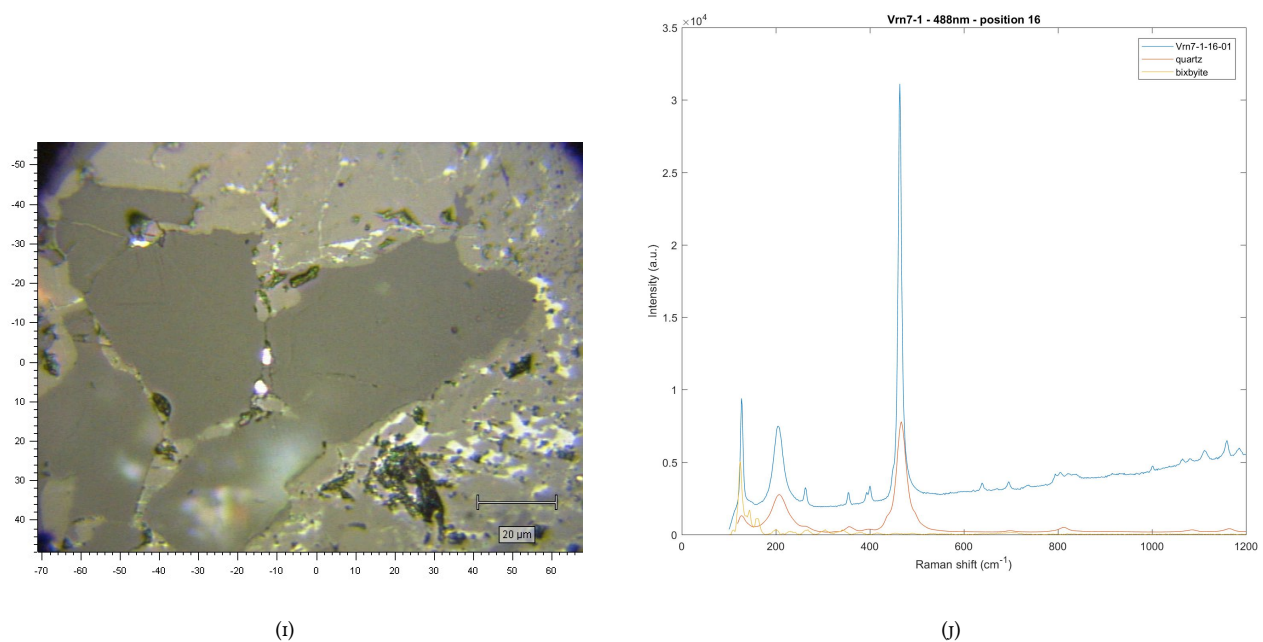 Vrn7-1 - 488nm - position 16
×10⁴
3.5
3
2.5
2
1.5
1
0.5
0
Intensity (a.u.)
Vrn7-1-16-01
quartz
bixbyite
0 200 400 600 800 1000 1200
Raman shift (cm⁻¹)
-50
-40
-30
-20
-10
0
10
20
30
40
20 µm
-70 -60 -50 -40 -30 -20 -10 0 10 20 30 40 50 60
(I)
(J)